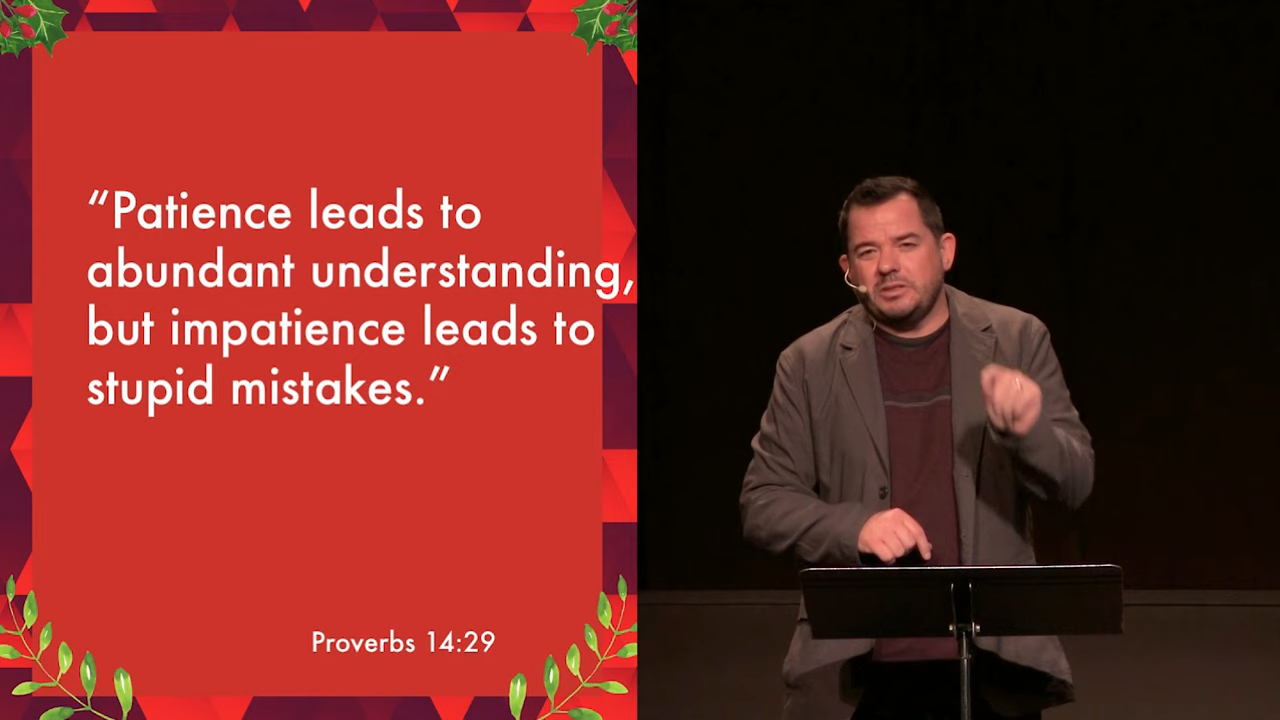 “Patience leads to
abundant understanding,
but impatience leads to
stupid mistakes.”
Proverbs 14:29